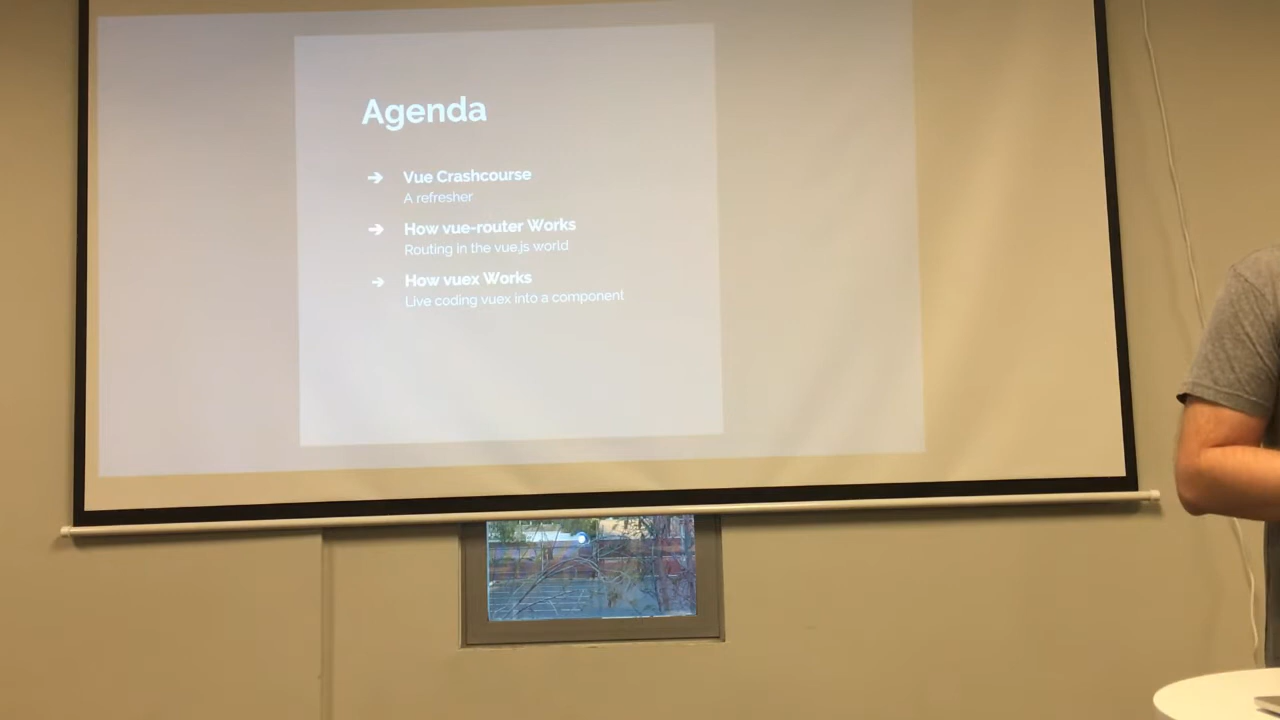 Agenda
➔ Vue Crashcourse
A refresher
➔ How vue-router Works
Routing in the vue.js world
➔ How vuex Works
Live coding vuex into a component